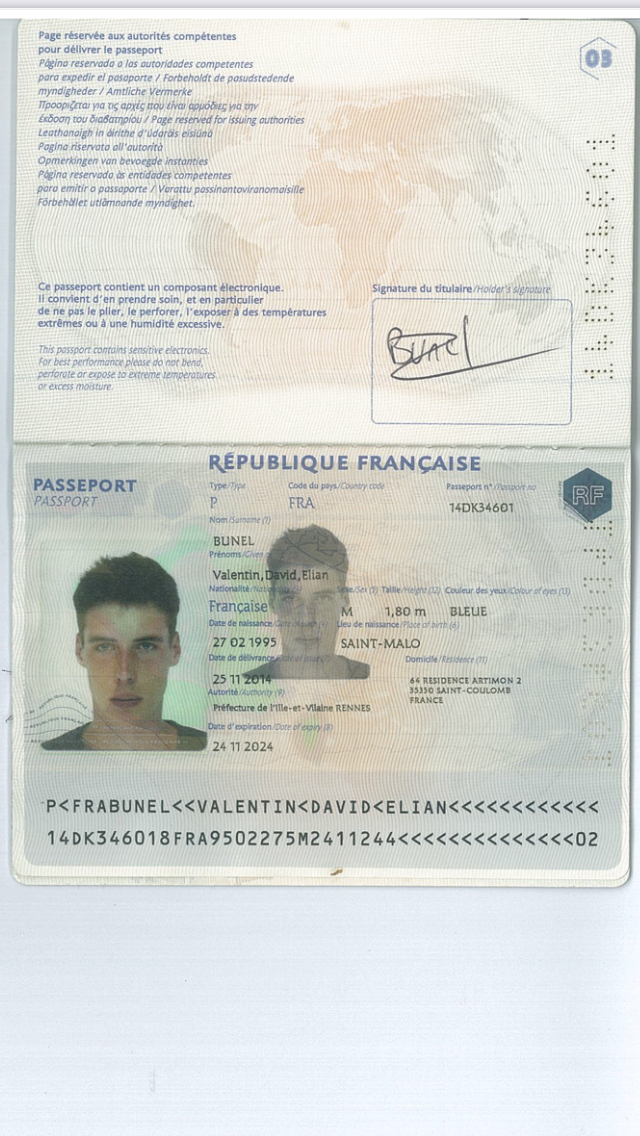 Page réservée aux autorités compétentes
pour délivrer le passeport
Página reservada a las autoridades competentes
para expedir el pasaporte / Forbeholdt de pasudstedende
myndigheder / Amtliche Vermerke
Προορίζεται για τις αρχές που είναι αρμόδιες για την
έκδοση του διαβατηρίου / Page reserved for issuing authorities
Leathanaigh in áirithe d'údaráis eisiúna
Pagina riservata all'autorità
Opmerkingen van bevoegde instanties
Página reservada às entidades competentes
para emitir o passaporte / Varattu passinantoviranomaisille
Förbehållet utlämnande myndighet.
03
Ce passeport contient un composant électronique.
Il convient d'en prendre soin, et en particulier
de ne pas le plier, le perforer, l'exposer à des températures
extrêmes ou à une humidité excessive.
This passport contains sensitive electronics.
For best performance please do not bend,
perforate or expose to extreme temperatures
or excess moisture.
Signature du titulaire/Holder's signature
14DK34601
RÉPUBLIQUE FRANÇAISE
PASSEPORT
PASSPORT
Type/Type Code du pays/Country code Passeport n°/Passport no
P FRA 14DK34601
RF
Nom/Surname (1)
BUNEL
Prénoms/Given
Valentin,David,Elian
Nationalité/ Sexe/Sex (5) Taille/Height (12) Couleur des yeux/Colour of eyes (13)
Française M 1,80 m BLEUE
Date de naissance/ Lieu de naissance/Place of birth (6)
27 02 1995 SAINT-MALO
Date de délivrance/Date of issue (7) Domicile/Residence (11)
25 11 2014 64 RESIDENCE ARTIMON 2
35350 SAINT-COULOMB
FRANCE
Autorité/Authority (9)
Préfecture de l'Ille-et-Vilaine RENNES
Date d'expiration/Date of expiry (8)
24 11 2024
P<FRABUNEL<<VALENTIN<DAVID<ELIAN<<<<<<<<<<<<
14DK346018FRA9502275M2411244<<<<<<<<<<<<<<02